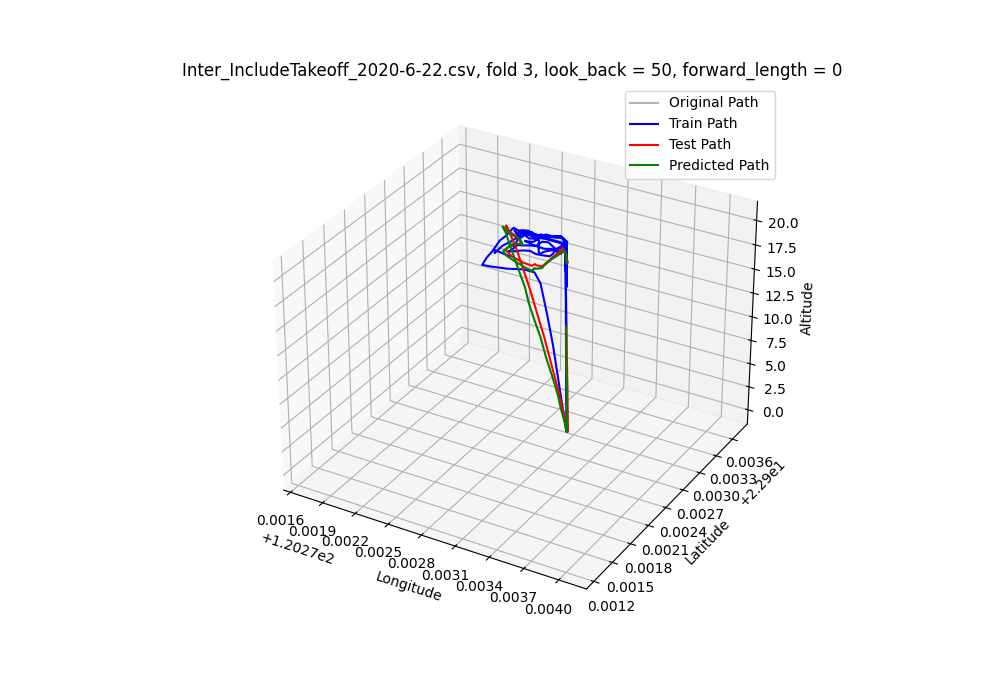 Inter_IncludeTakeoff_2020-6-22.csv, fold 3, look_back = 50, forward_length = 0
Original Path
Train Path
Test Path
Predicted Path
20.0
17.5
15.0
12.5
10.0
7.5
5.0
2.5
0.0
Altitude
0.0036
0.0033
0.0030
0.0027
0.0024
0.0021
0.0018
0.0015
0.0012
+2.29e1
Latitude
0.0016
0.0019
0.0022
0.0025
0.0028
0.0031
0.0034
0.0037
0.0040
+1.2027e2
Longitude